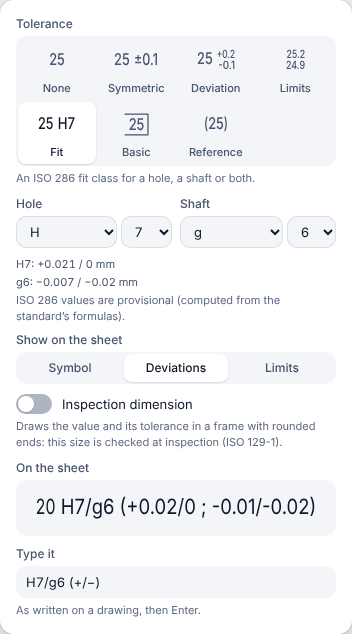 Tolerance
25
25 ±0.1
25 +0.2
-0.1
25.2
24.9
None
Symmetric
Deviation
Limits
25 H7
25
(25)
Fit
Basic
Reference
An ISO 286 fit class for a hole, a shaft or both.
Hole
Shaft
H
7
g
6
H7: +0.021 / 0 mm
g6: −0.007 / −0.02 mm
ISO 286 values are provisional (computed from the
standard’s formulas).
Show on the sheet
Symbol
Deviations
Limits
Inspection dimension
Draws the value and its tolerance in a frame with rounded
ends: this size is checked at inspection (ISO 129-1).
On the sheet
20 H7/g6 (+0.02/0 ; -0.01/-0.02)
Type it
H7/g6 (+/−)
As written on a drawing, then Enter.